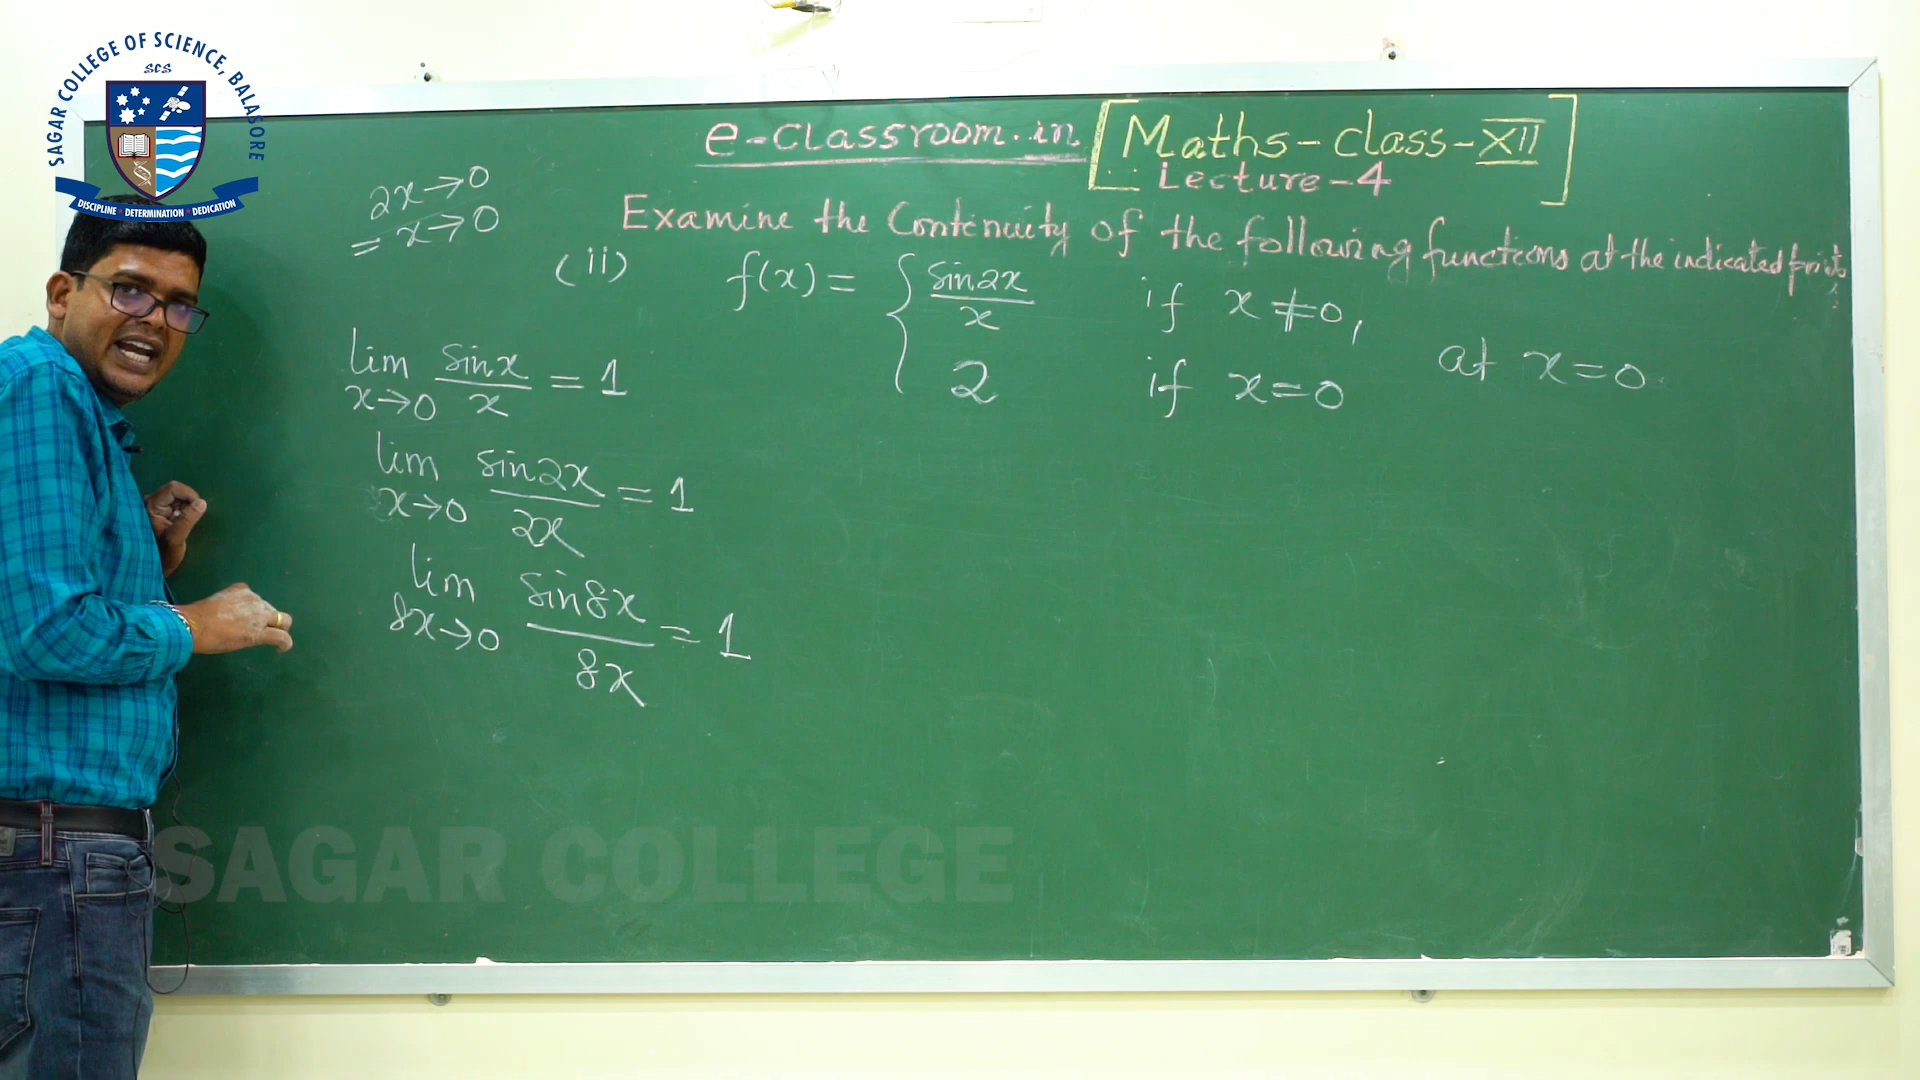 SAGAR COLLEGE OF SCIENCE, BALASORE
SCS
DISCIPLINE • DETERMINATION • DEDICATION
e-classroom.in [Maths-class-XII
Lecture-4]
2x→0
= x→0
Examine the Continuity of the following functions at the indicated points
(ii) f(x) = { sin2x/x if x≠0,
2 if x=0
at x=0.
lim x→0 sinx/x = 1
lim x→0 sin2x/2x = 1
lim 8x→0 sin8x/8x = 1
SAGAR COLLEGE